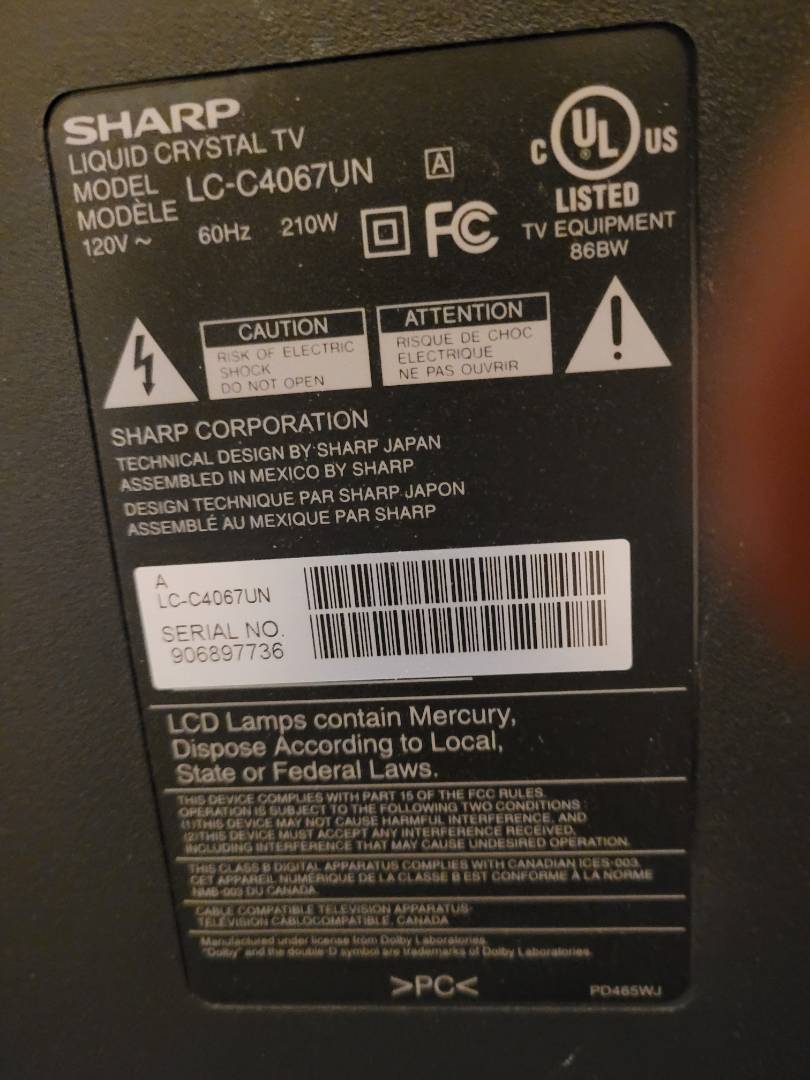 SHARP
LIQUID CRYSTAL TV
MODEL
MODÈLE LC-C4067UN A
120V ~ 60Hz 210W
FC
C UL US
LISTED
TV EQUIPMENT
86BW
CAUTION
RISK OF ELECTRIC
SHOCK
DO NOT OPEN
ATTENTION
RISQUE DE CHOC
ELECTRIQUE
NE PAS OUVRIR
!
SHARP CORPORATION
TECHNICAL DESIGN BY SHARP JAPAN
ASSEMBLED IN MEXICO BY SHARP
DESIGN TECHNIQUE PAR SHARP JAPON
ASSEMBLÉ AU MEXIQUE PAR SHARP
A
LC-C4067UN
SERIAL NO.
906897736
LCD Lamps contain Mercury,
Dispose According to Local,
State or Federal Laws.
THIS DEVICE COMPLIES WITH PART 15 OF THE FCC RULES.
OPERATION IS SUBJECT TO THE FOLLOWING TWO CONDITIONS:
(1)THIS DEVICE MAY NOT CAUSE HARMFUL INTERFERENCE, AND
(2)THIS DEVICE MUST ACCEPT ANY INTERFERENCE RECEIVED,
INCLUDING INTERFERENCE THAT MAY CAUSE UNDESIRED OPERATION.
THIS CLASS B DIGITAL APPARATUS COMPLIES WITH CANADIAN ICES-003.
CET APPAREIL NUMÉRIQUE DE LA CLASSE B EST CONFORME À LA NORME
NMB-003 DU CANADA.
CABLE COMPATIBLE TELEVISION APPARATUS-
TÉLÉVISION CÂBLOCOMPATIBLE, CANADA
Manufactured under license from Dolby Laboratories.
"Dolby" and the double-D symbol are trademarks of Dolby Laboratories.
>PC<
PD465WJ